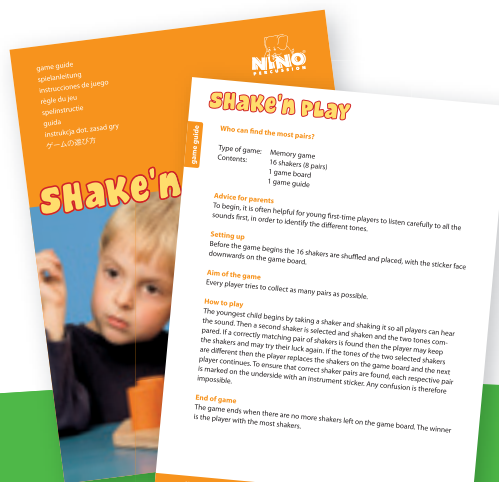 game guide
spielanleitung
instrucciones de juego
règle du jeu
spelinstructie
guida
instrukcja dot. zasad gry
ゲームの遊び方
NINO
PERCUSSION
SHAKE'N
SHAKE'N PLAY
game guide
Who can find the most pairs?
Type of game: Memory game
Contents: 16 shakers (8 pairs)
1 game board
1 game guide
Advice for parents
To begin, it is often helpful for young first-time players to listen carefully to all the
sounds first, in order to identify the different tones.
Setting up
Before the game begins the 16 shakers are shuffled and placed, with the sticker face
downwards on the game board.
Aim of the game
Every player tries to collect as many pairs as possible.
How to play
The youngest child begins by taking a shaker and shaking it so all players can hear
the sound. Then a second shaker is selected and shaken and the two tones com-
pared. If a correctly matching pair of shakers is found then the player may keep
the shakers and may try their luck again. If the tones of the two selected shakers
are different then the player replaces the shakers on the game board and the next
player continues. To ensure that correct shaker pairs are found, each respective pair
is marked on the underside with an instrument sticker. Any confusion is therefore
impossible.
End of game
The game ends when there are no more shakers left on the game board. The winner
is the player with the most shakers.